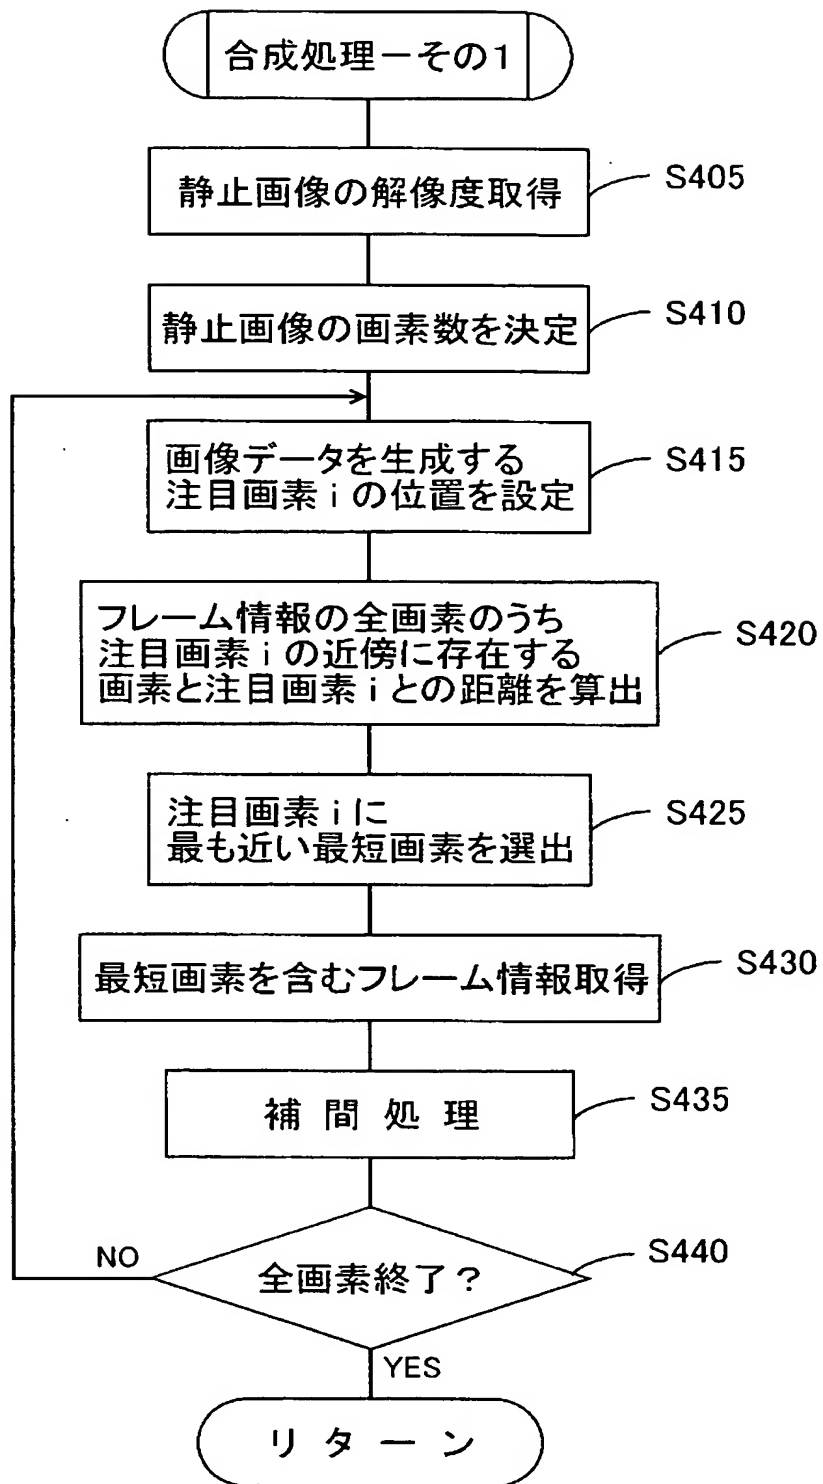 合成処理ーその1
静止画像の解像度取得
S405
静止画像の画素数を決定
S410
画像データを生成する
注目画素iの位置を設定
S415
フレーム情報の全画素のうち
注目画素iの近傍に存在する
画素と注目画素iとの距離を算出
S420
注目画素iに
最も近い最短画素を選出
S425
最短画素を含むフレーム情報取得
S430
補間処理
S435
全画素終了?
S440
NO
YES
リターン